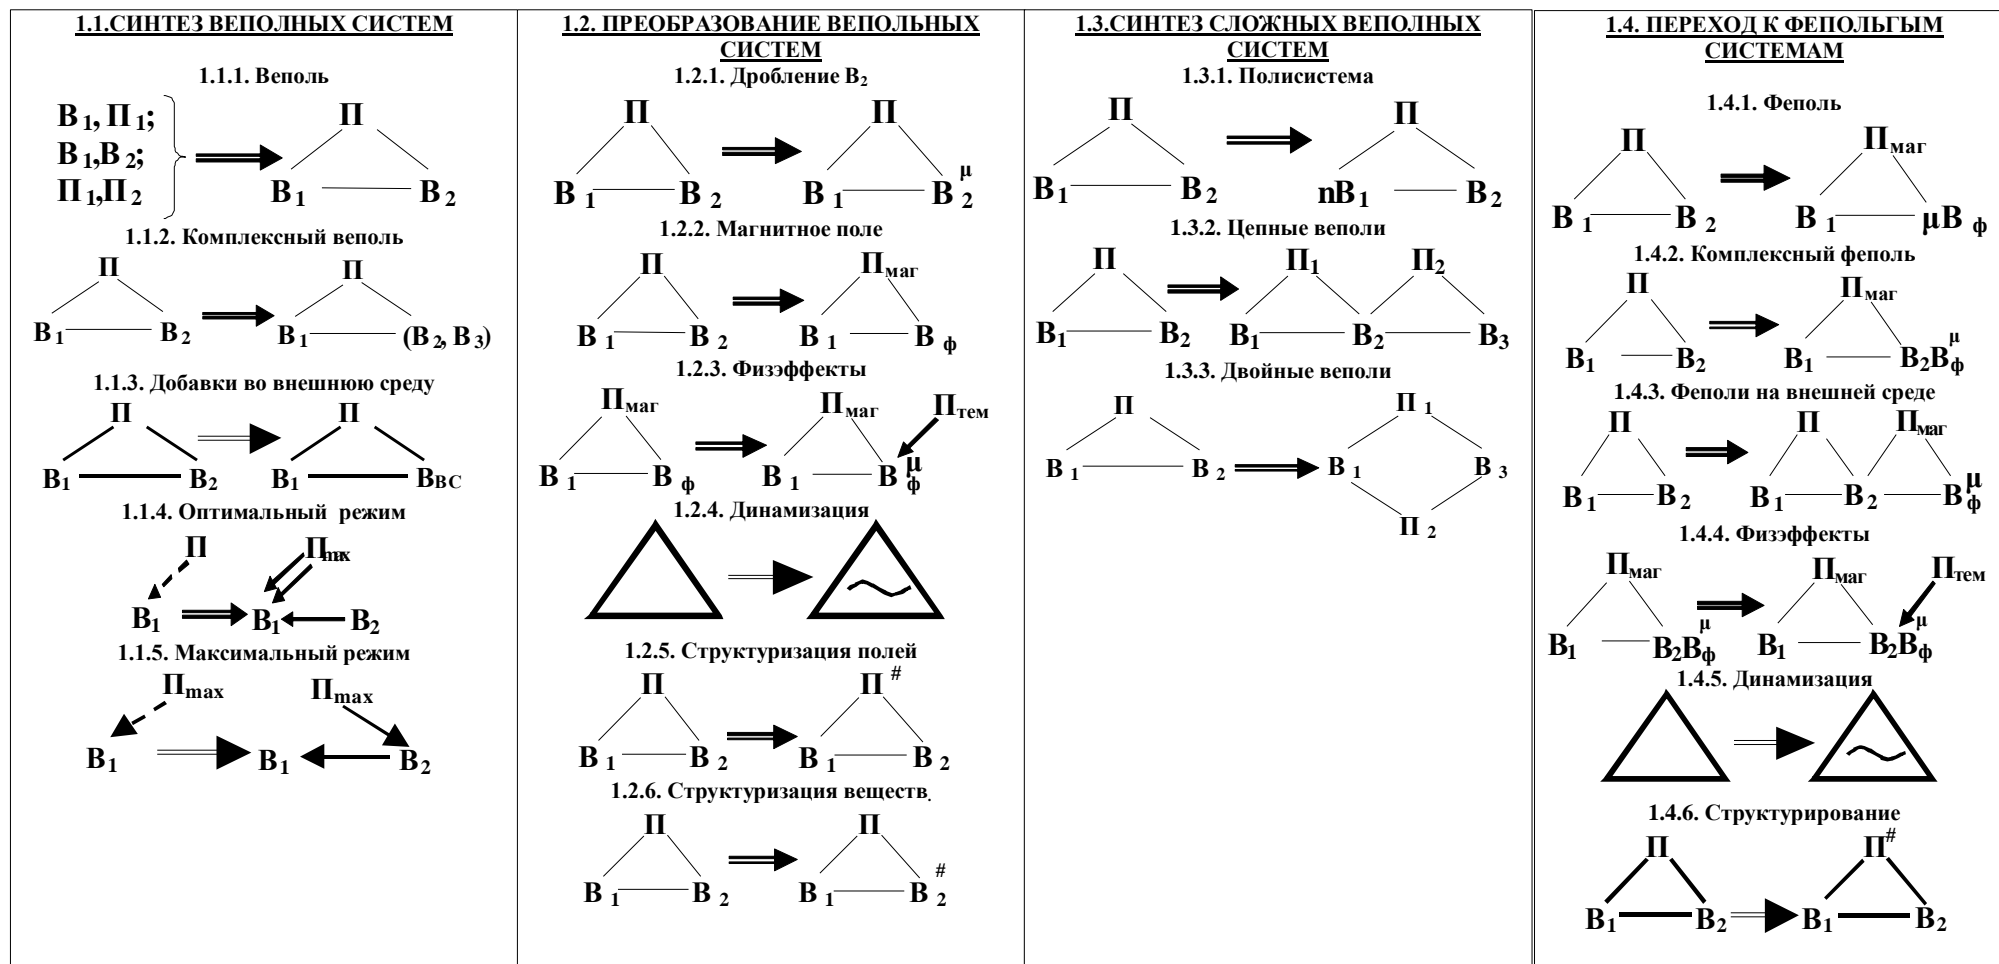 1.1.СИНТЕЗ ВЕПОЛНЫХ СИСТЕМ
1.1.1. Веполь
В1, П1;
В1,В2;
П1,П2
П
В1 В2
1.1.2. Комплексный веполь
П П
В1 В2 В1 (В2, В3)
1.1.3. Добавки во внешнюю среду
П П
В1 В2 В1 ВВС
1.1.4. Оптимальный режим
П Пmax
В1 В1 В2
1.1.5. Максимальный режим
Пmax Пmax
В1 В1 В2
1.2. ПРЕОБРАЗОВАНИЕ ВЕПОЛЬНЫХ
СИСТЕМ
1.2.1. Дробление В2
П П
В1 В2 В1 В2μ
1.2.2. Магнитное поле
П Пмаг
В1 В2 В1 Вф
1.2.3. Физэффекты
Пмаг Пмаг Птем
В1 Вф В1 Вфμ
1.2.4. Динамизация
1.2.5. Структуризация полей
П П#
В1 В2 В1 В2
1.2.6. Структуризация веществ.
П П
В1 В2 В1 В2#
1.3.СИНТЕЗ СЛОЖНЫХ ВЕПОЛНЫХ
СИСТЕМ
1.3.1. Полисистема
П П
В1 В2 nВ1 В2
1.3.2. Цепные веполи
П П1 П2
В1 В2 В1 В2 В3
1.3.3. Двойные веполи
П П1
В1 В2 В1 В3
П2
1.4. ПЕРЕХОД К ФЕПОЛЬГЫМ
СИСТЕМАМ
1.4.1. Феполь
П Пмаг
В1 В2 В1 μВф
1.4.2. Комплексный феполь
П Пмаг
В1 В2 В1 В2Вфμ
1.4.3. Феполи на внешней среде
П П Пмаг
В1 В2 В1 В2 Вфμ
1.4.4. Физэффекты
Пмаг Пмаг Птем
В1 В2Вфμ В1 В2Вфμ
1.4.5. Динамизация
1.4.6. Структурирование
П П#
В1 В2 В1 В2